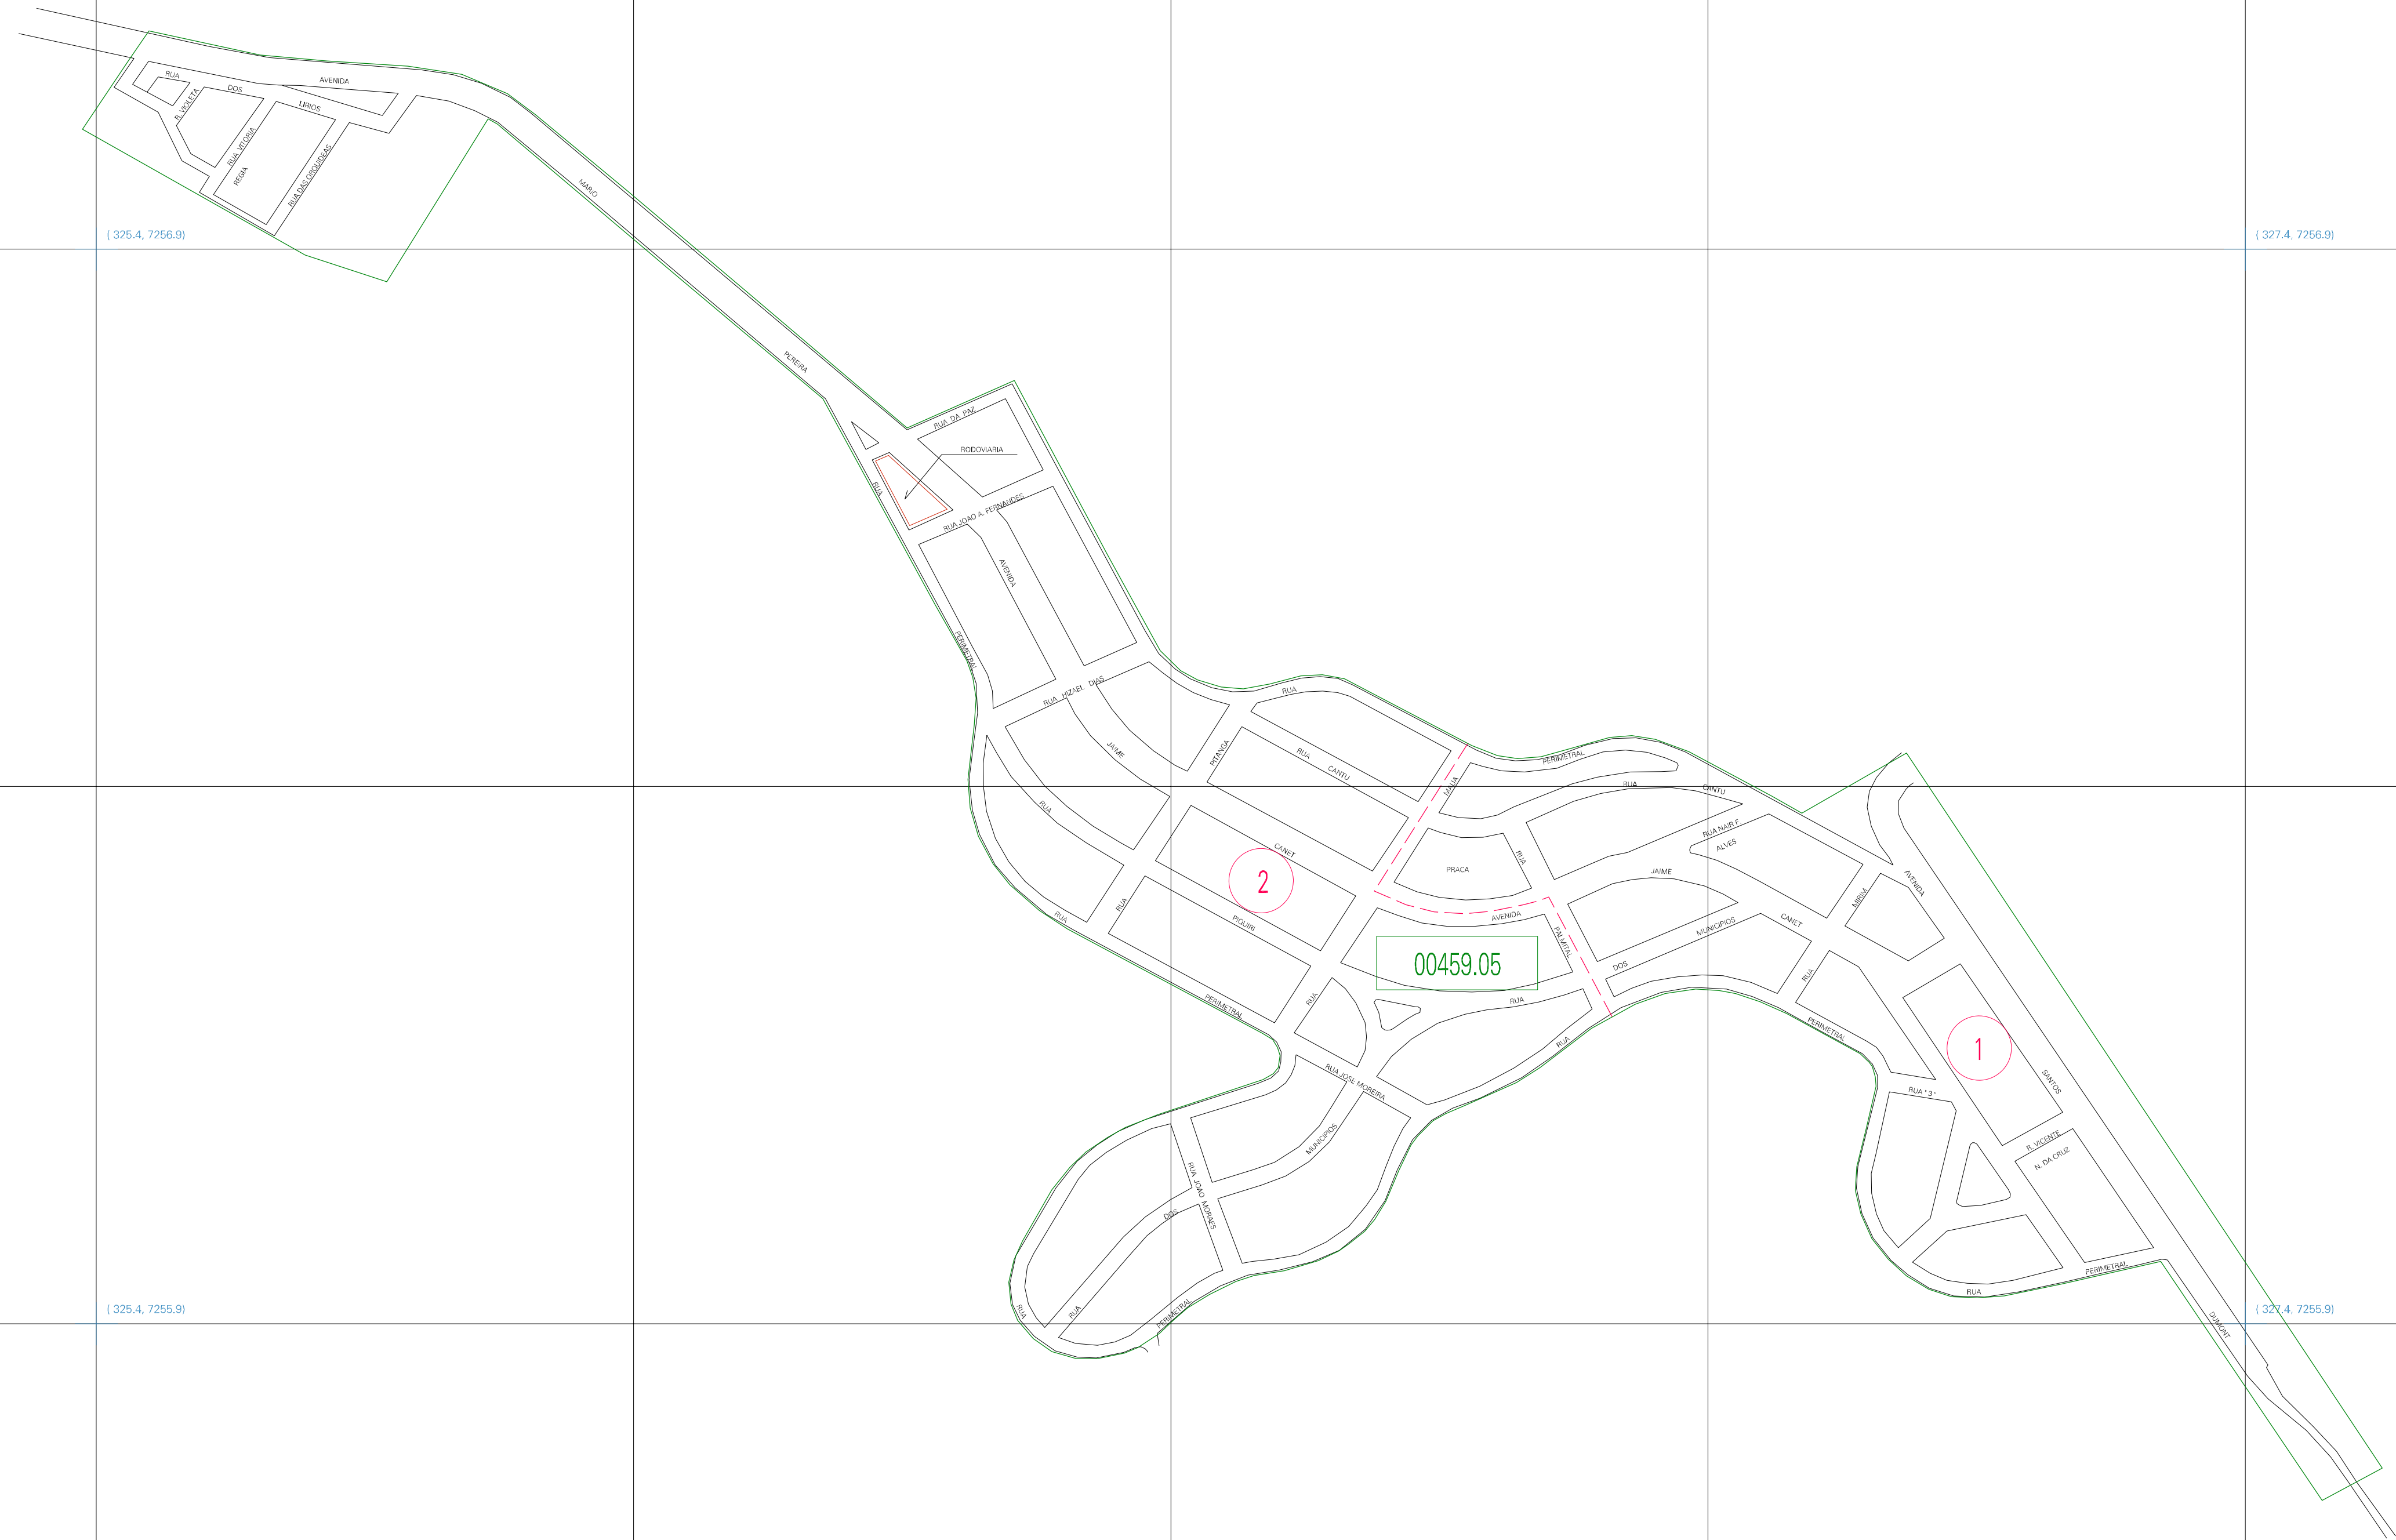 RUA
AVENIDA
R. VIOLETA
DOS
LIRIOS
RUA VITORIA
REGIA
RUA DAS ORQUIDEAS
MARIO
( 325.4, 7256.9)
( 327.4, 7256.9)
PEREIRA
RUA DA PAZ
RODOVIARIA
RUA
RUA JOAO A. FERNANDES
AVENIDA
PERIMETRAL
RUA HIZAEL DIAS
RUA
JAIME
PITANGA
RUA
CANTU
PERIMETRAL
MAUA
RUA
CANTU
RUA
RUA NAIR F.
ALVES
CANET
PRACA
RUA
JAIME
AVENIDA
2
MIRIM
RUA
RUA
PIQUIRI
AVENIDA
PALMITAL
MUNICIPIOS
CANET
00459.05
DOS
RUA
RUA
RUA
PERIMETRAL
PERIMETRAL
RUA
1
RUA JOSE MOREIRA
RUA "3"
SANTOS
MUNICIPIOS
R. VICENTE
N. DA CRUZ
RUA JOAO MORAES
DOS
PERIMETRAL
RUA
( 325.4, 7255.9)
( 327.4, 7255.9)
RUA
RUA
PERIMETRAL
DUMONT